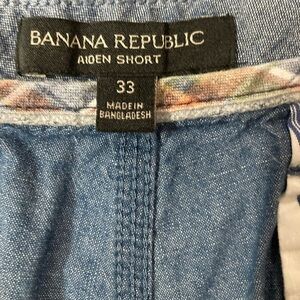 BANANA REPUBLIC
AIDEN SHORT
33
MADE IN
BANGLADESH